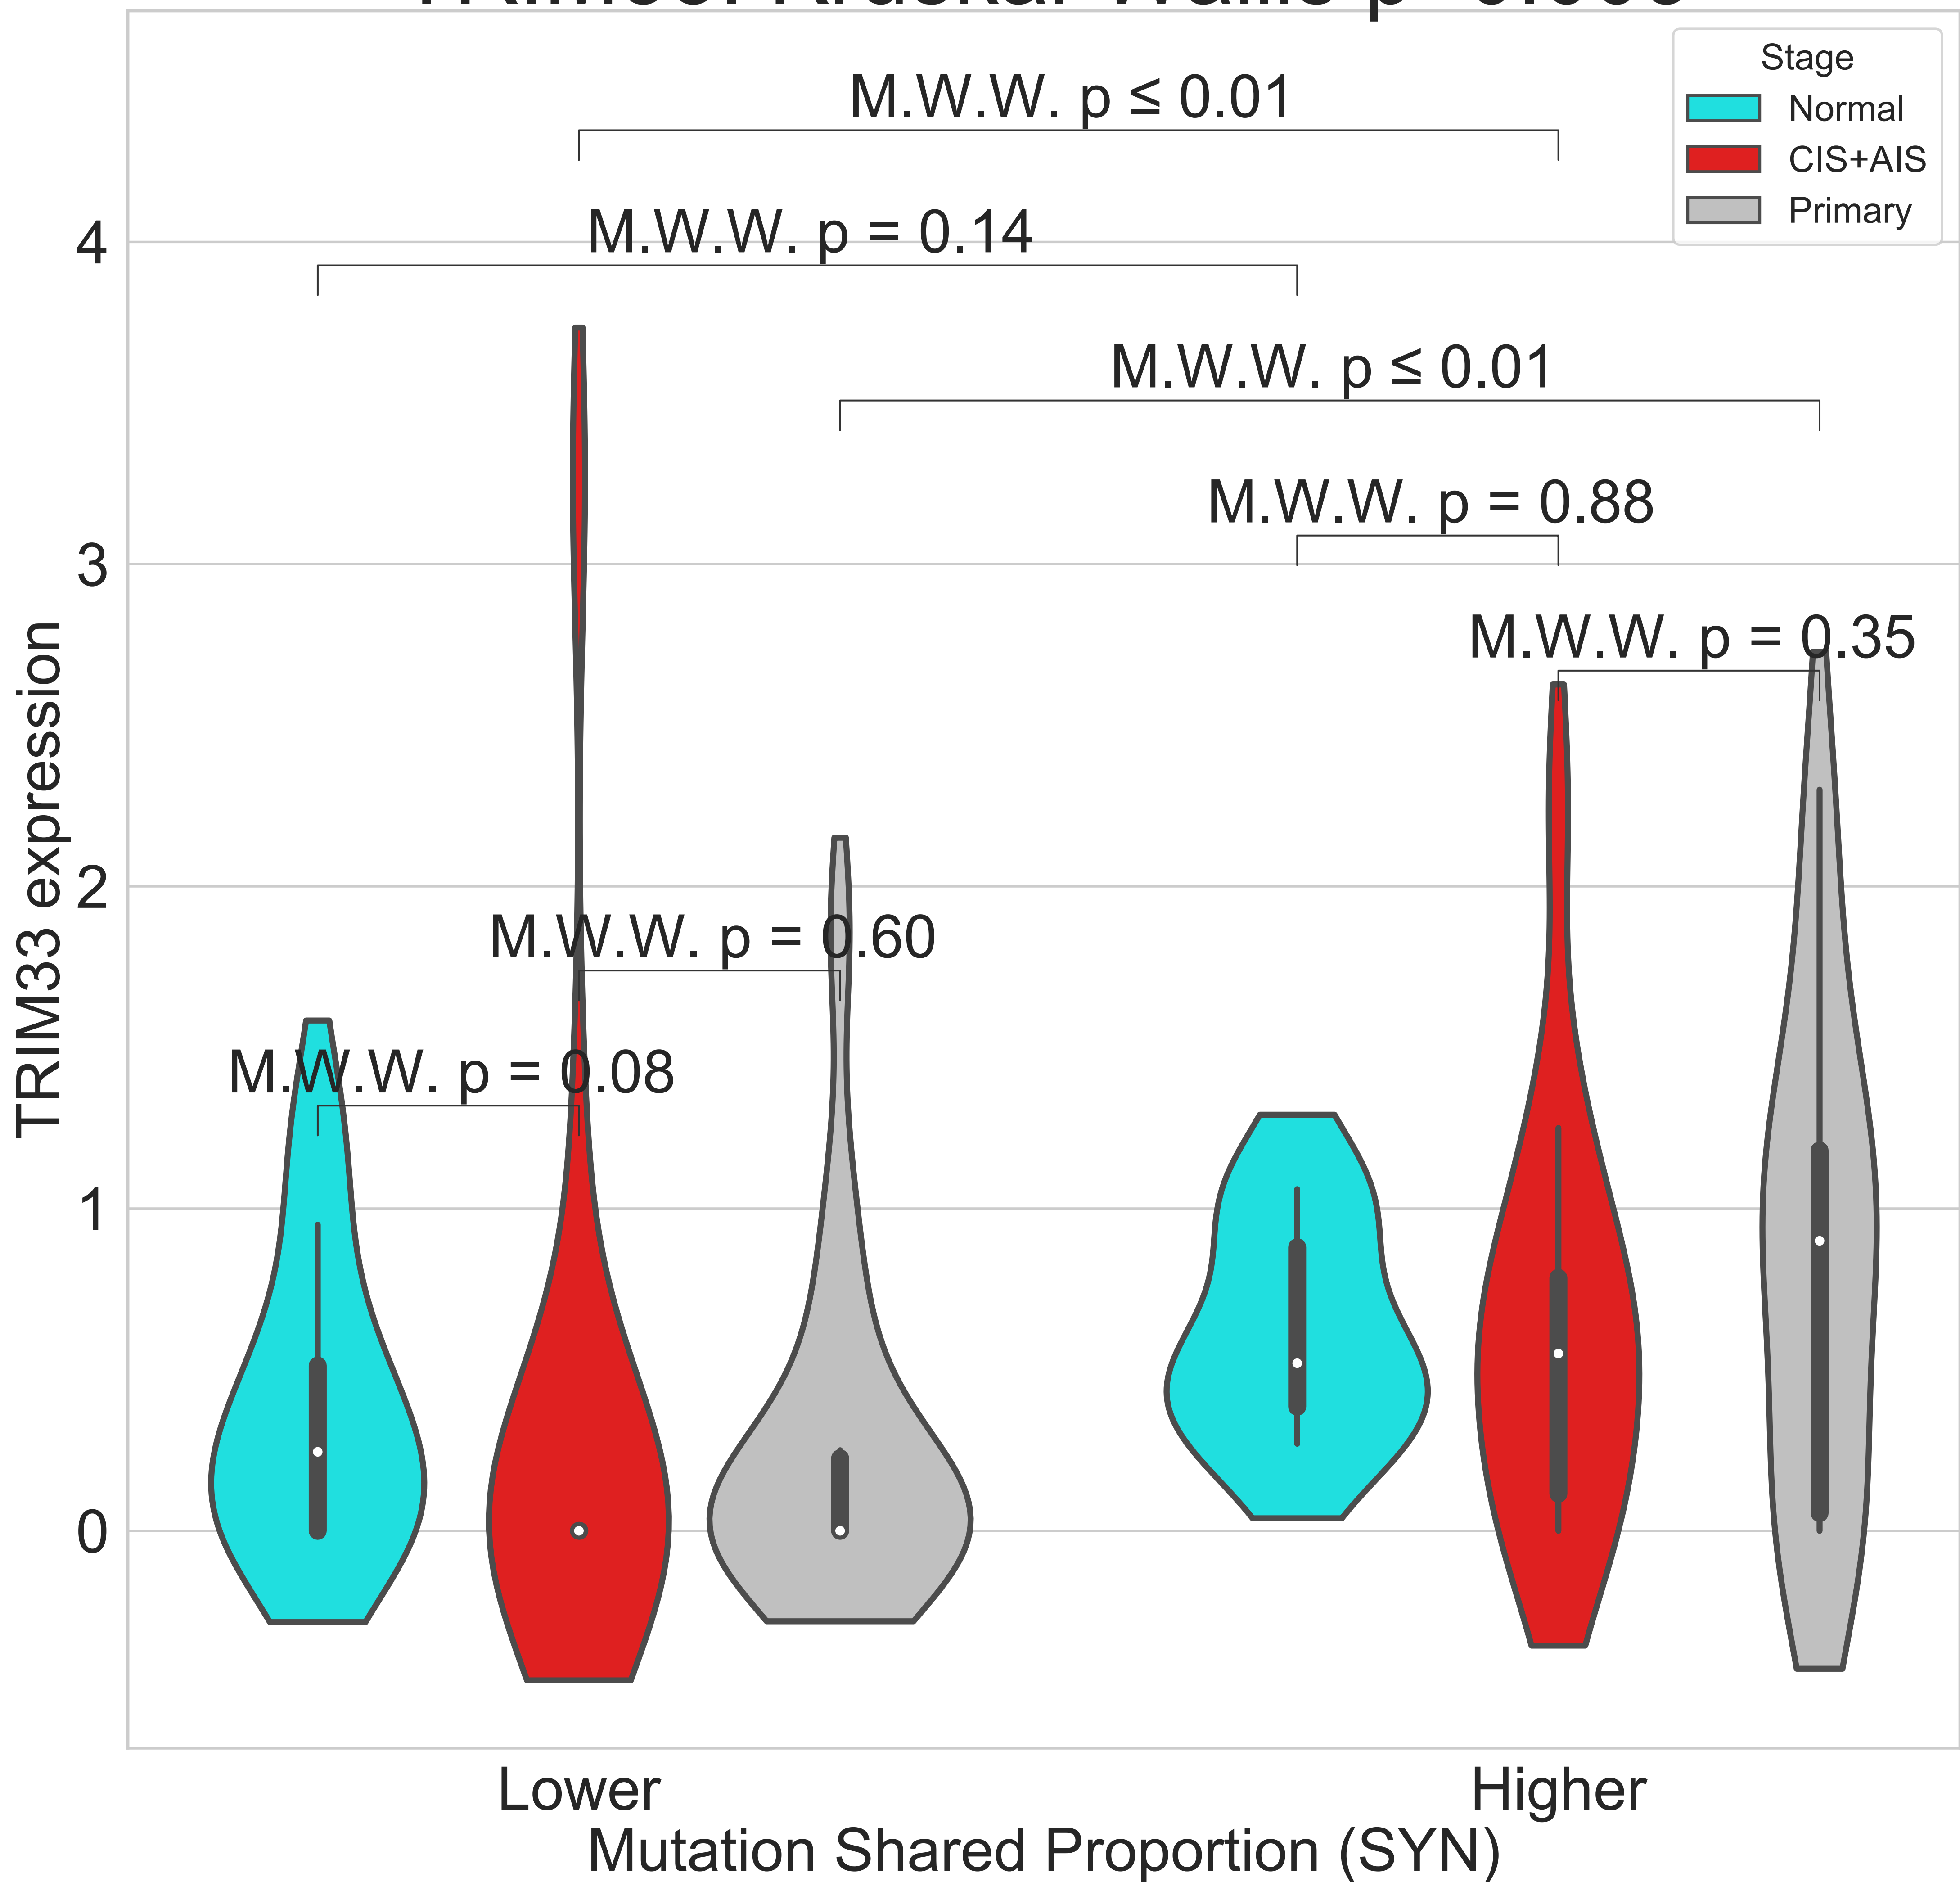 Stage
Normal
CIS+AIS
Primary
M.W.W. p ≤ 0.01
M.W.W. p = 0.14
M.W.W. p ≤ 0.01
M.W.W. p = 0.88
M.W.W. p = 0.35
M.W.W. p = 0.60
M.W.W. p = 0.08
4
3
2
1
0
TRIM33 expression
Lower
Higher
Mutation Shared Proportion (SYN)